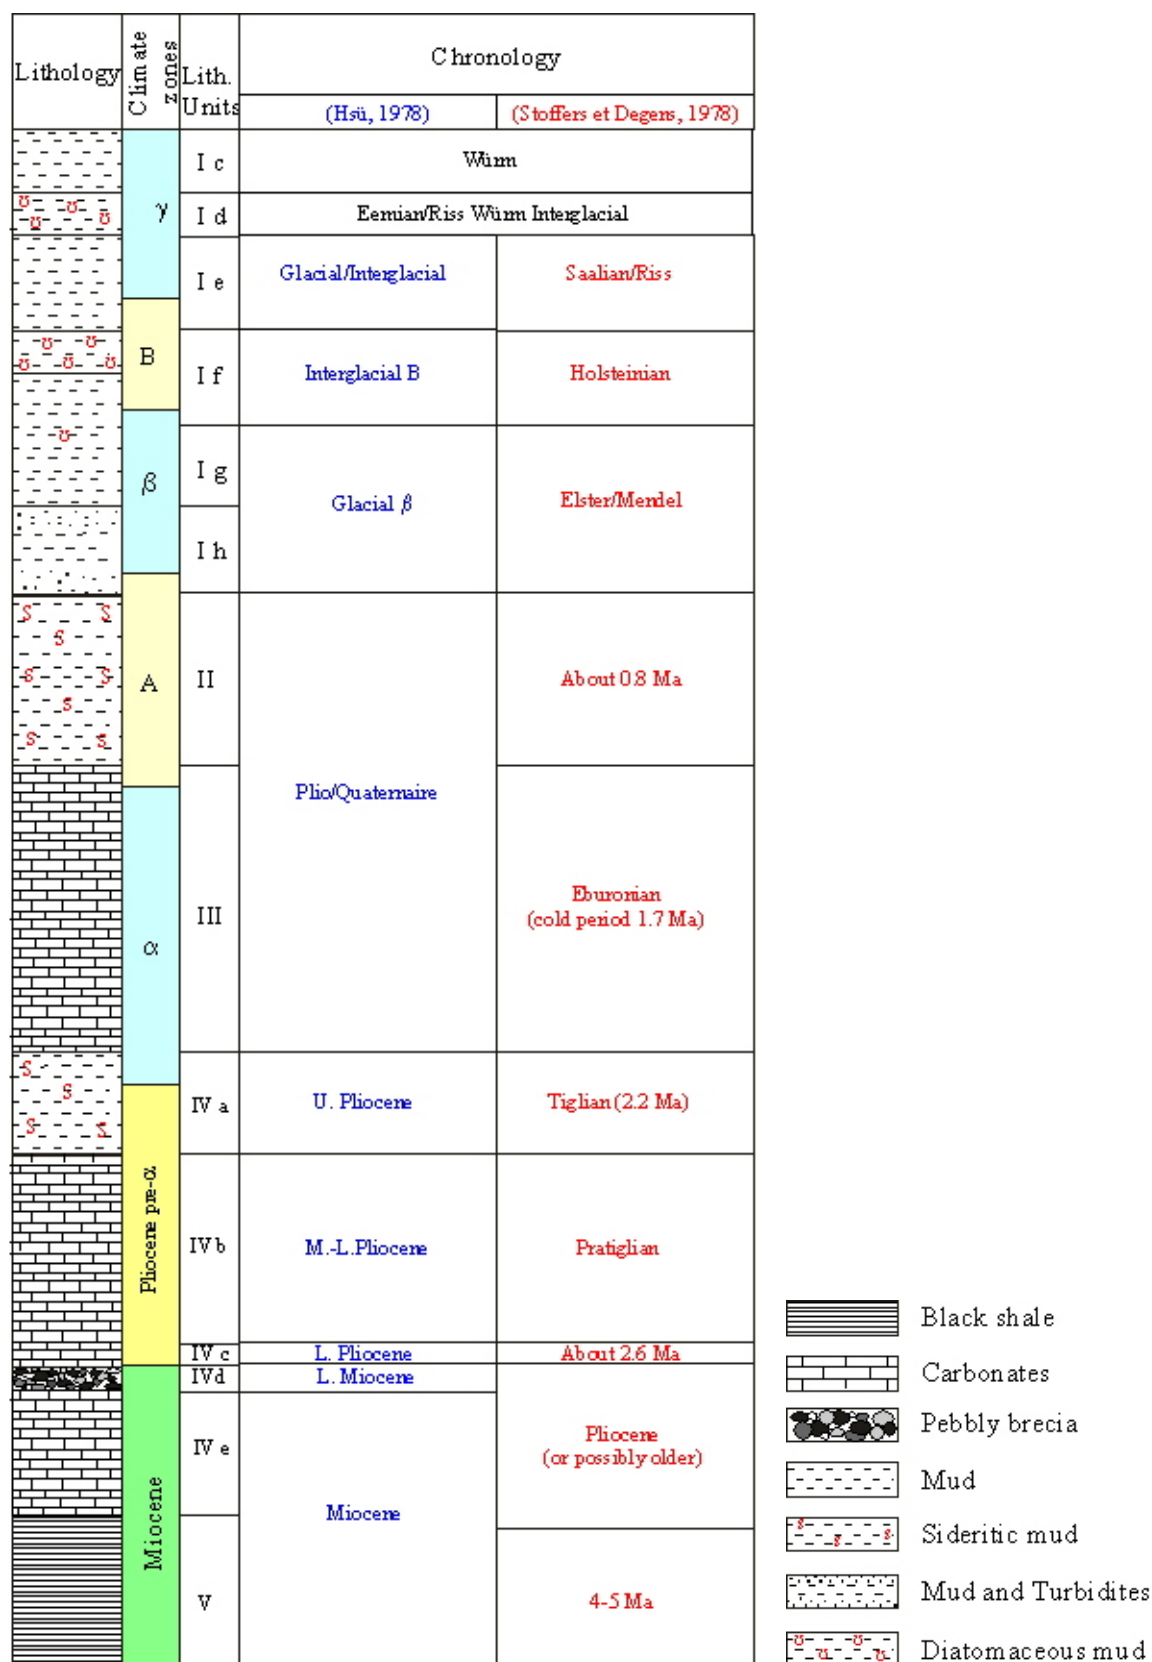 Lithology
Climate
zones
Lith.
Units
Chronology
(Hsü, 1978)
(Stoffers et Degens, 1978)
γ
B
β
A
α
Pliocene pre-α
Miocene
I c
Würm
I d
Eemian/Riss Würm Interglacial
I e
Glacial/Interglacial
Saalian/Riss
I f
Interglacial B
Holsteinian
I g
I h
Glacial β
Elster/Mendel
II
About 0.8 Ma
Plio/Quaternaire
III
Eburonian
(cold period 1.7 Ma)
IV a
U. Pliocene
Tiglian (2.2 Ma)
IV b
M.-L.Pliocene
Pratiglian
IV c
L. Pliocene
About 2.6 Ma
IVd
L. Miocene
IV e
Pliocene
(or possibly older)
Miocene
V
4-5 Ma
Black shale
Carbonates
Pebbly brecia
Mud
Sideritic mud
Mud and Turbidites
Diatomaceous mud